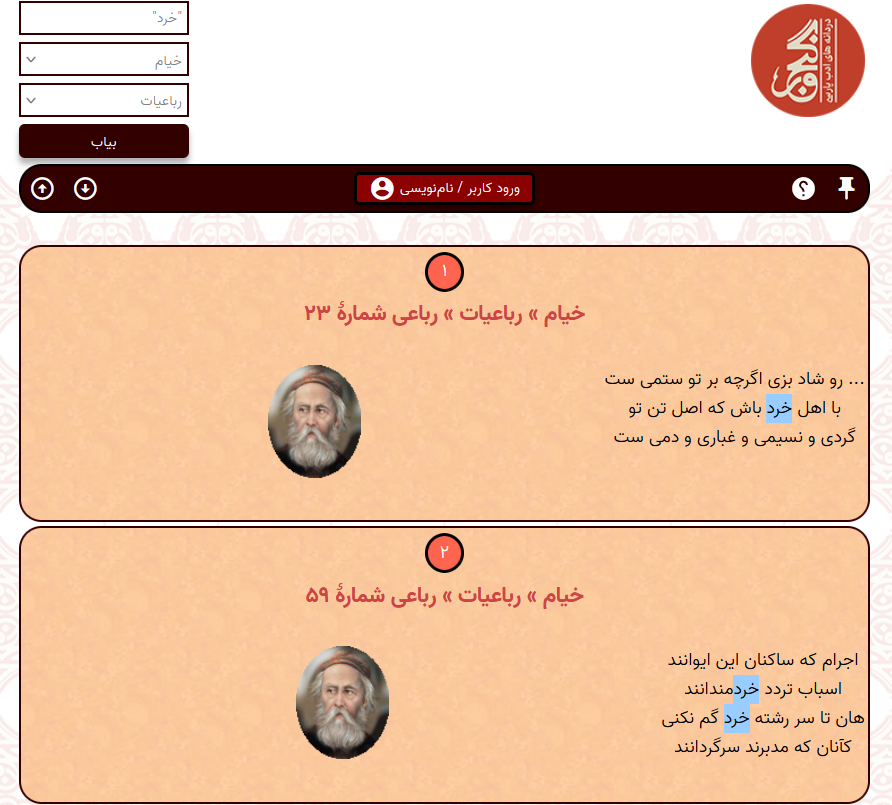 "خرد"
خیام
رباعیات
بیاب
گنجور
دردانه های ادب پارسی
ورود کاربر / نام‌نویسی
۱
خیام » رباعیات » رباعی شمارهٔ ۲۳
... رو شاد بزی اگرچه بر تو ستمی ست
با اهل خرد باش که اصل تن تو
گردی و نسیمی و غباری و دمی ست
۲
خیام » رباعیات » رباعی شمارهٔ ۵۹
اجرام که ساکنان این ایوانند
اسباب تردد خردمندانند
هان تا سر رشته خرد گم نکنی
کآنان که مدبرند سرگردانند